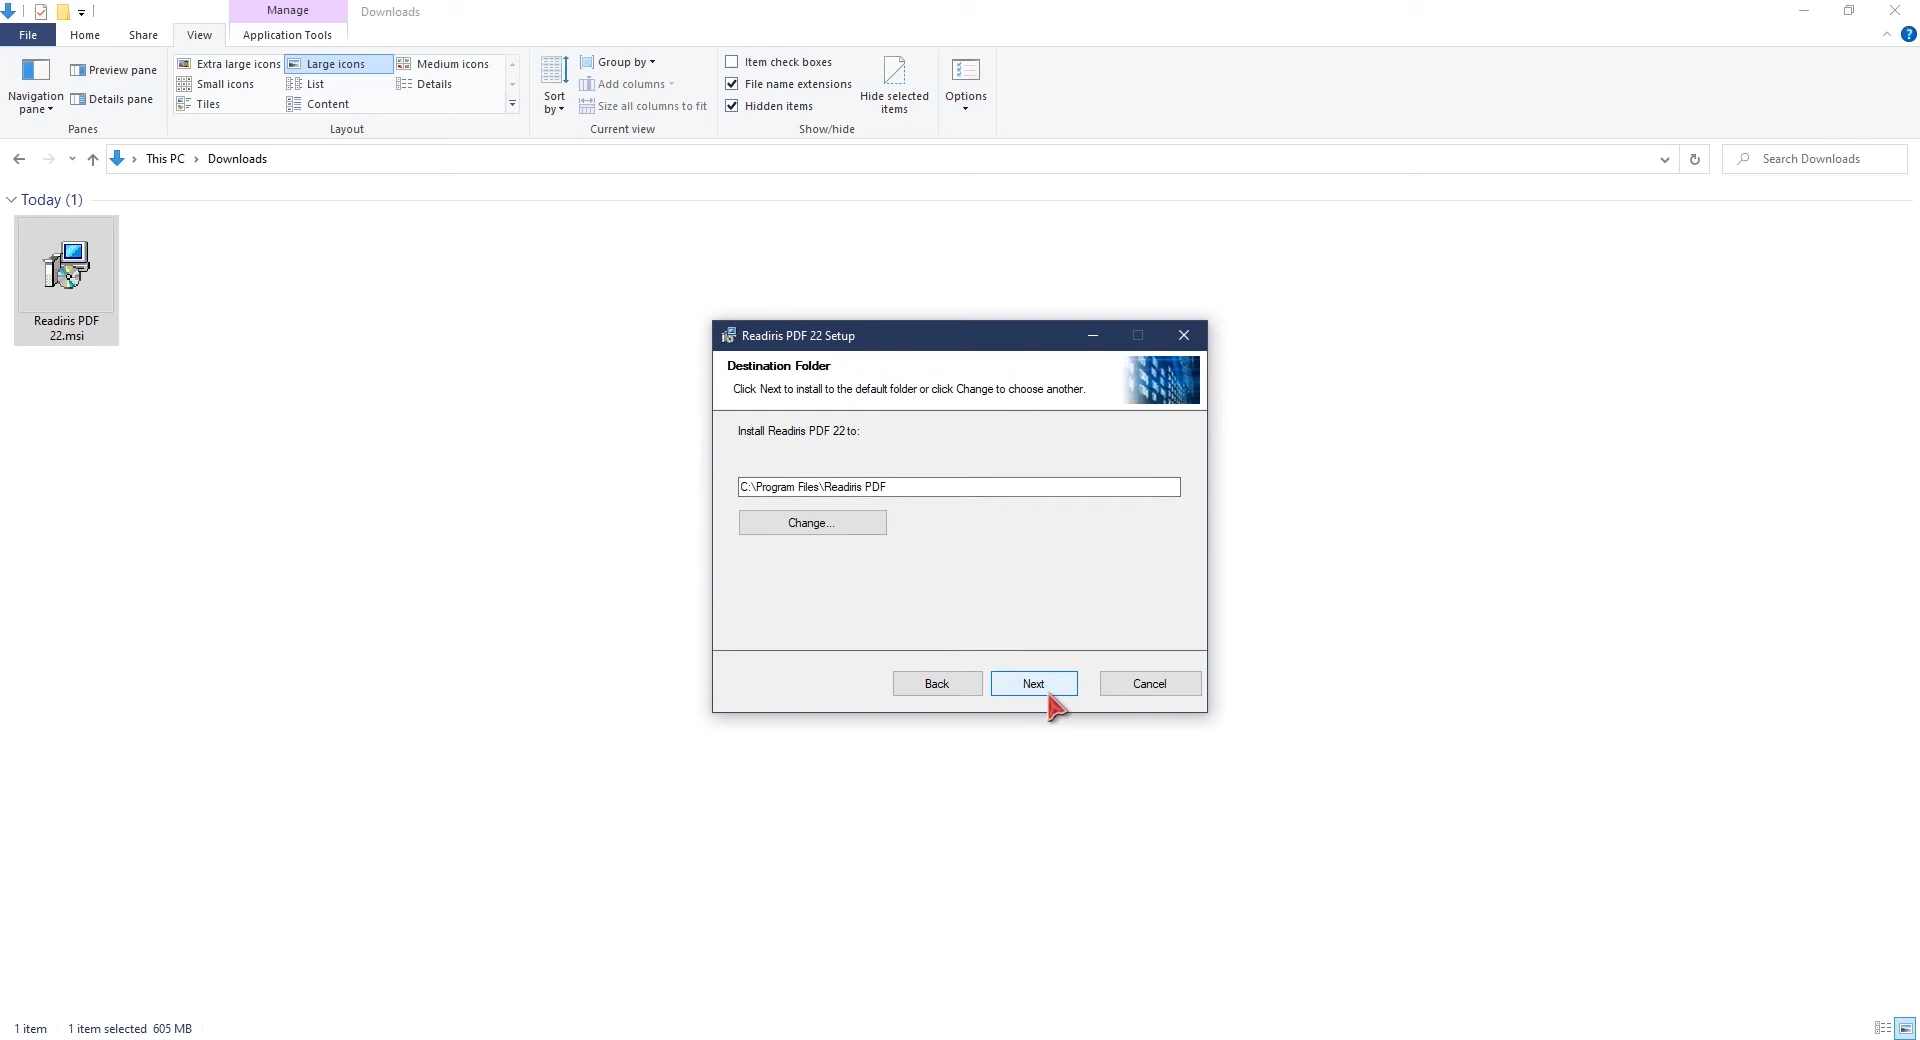 Manage
Downloads
File
Home
Share
View
Application Tools
Navigation pane
Preview pane
Details pane
Panes
Extra large icons
Large icons
Medium icons
Small icons
List
Details
Tiles
Content
Layout
Sort by
Group by
Add columns
Size all columns to fit
Current view
Item check boxes
File name extensions
Hidden items
Hide selected items
Show/hide
Options
This PC
Downloads
Search Downloads
Today (1)
Readiris PDF
22.msi
Readiris PDF 22 Setup
Destination Folder
Click Next to install to the default folder or click Change to choose another.
Install Readiris PDF 22 to:
C:\Program Files\Readiris PDF
Change...
Back
Next
Cancel
1 item
1 item selected 605 MB